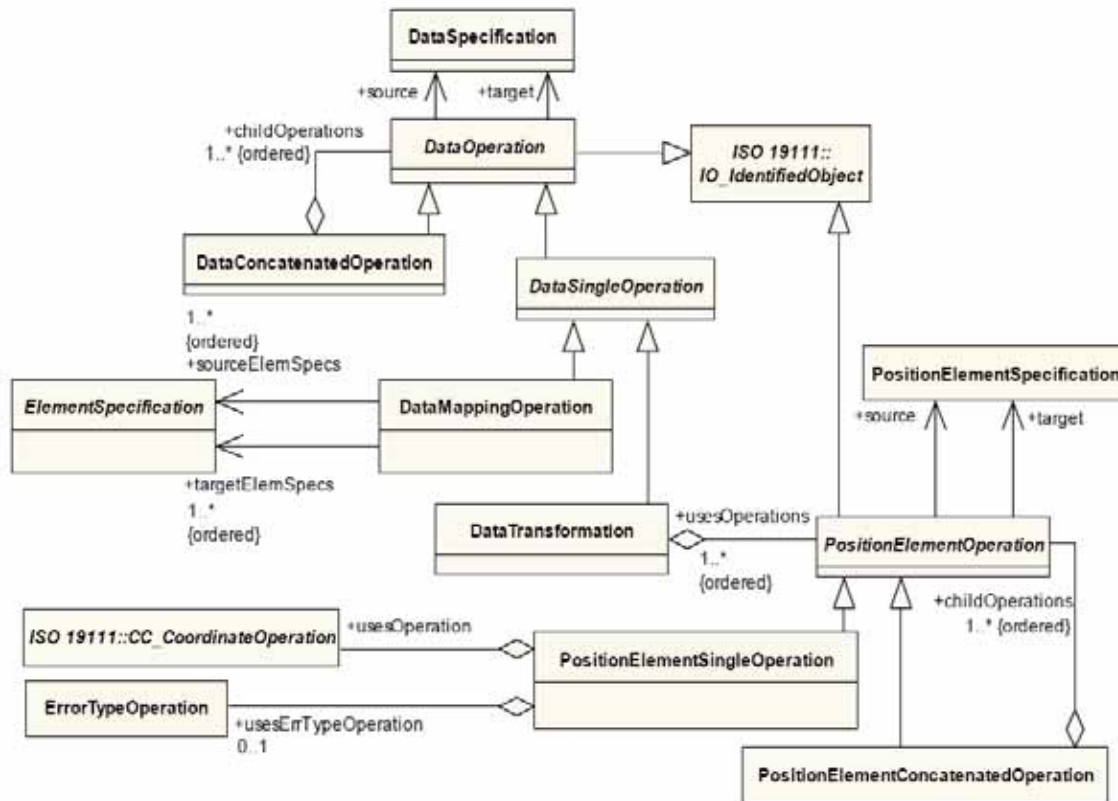 DataSpecification
+source
+target
+childOperations
1..* {ordered}
DataOperation
ISO 19111::
IO_IdentifiedObject
DataConcatenatedOperation
DataSingleOperation
1..*
{ordered}
+sourceElemSpecs
ElementSpecification
DataMappingOperation
PositionElementSpecification
+source
+target
+targetElemSpecs
1..*
{ordered}
DataTransformation
+usesOperations
1..*
{ordered}
PositionElementOperation
+childOperations
1..* {ordered}
ISO 19111::CC_CoordinateOperation
+usesOperation
PositionElementSingleOperation
ErrorTypeOperation
+usesErrTypeOperation
0..1
PositionElementConcatenatedOperation